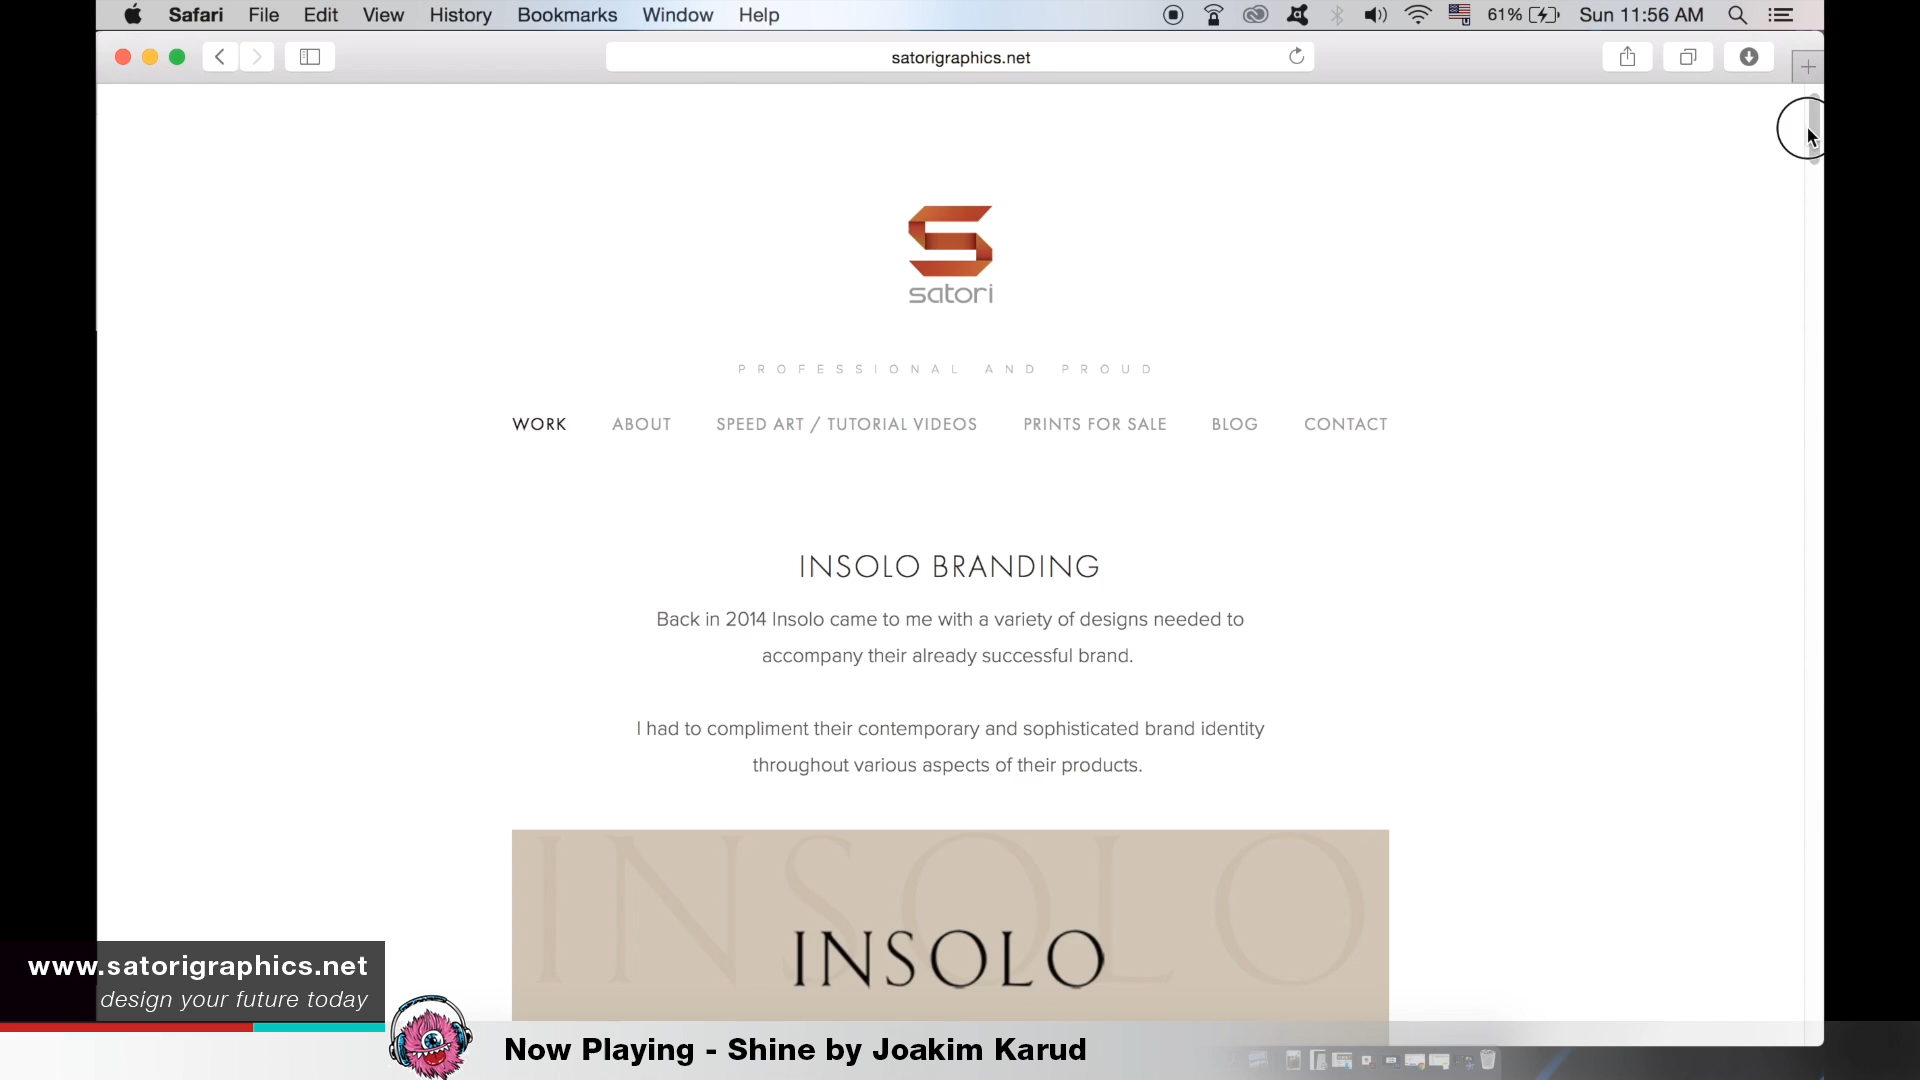 Safari File Edit View History Bookmarks Window Help 61% Sun 11:56 AM
satorigraphics.net
satori
PROFESSIONAL AND PROUD
WORK ABOUT SPEED ART / TUTORIAL VIDEOS PRINTS FOR SALE BLOG CONTACT
INSOLO BRANDING
Back in 2014 Insolo came to me with a variety of designs needed to
accompany their already successful brand.
I had to compliment their contemporary and sophisticated brand identity
throughout various aspects of their products.
INSOLO
INSOLO
www.satorigraphics.net
design your future today
Now Playing - Shine by Joakim Karud